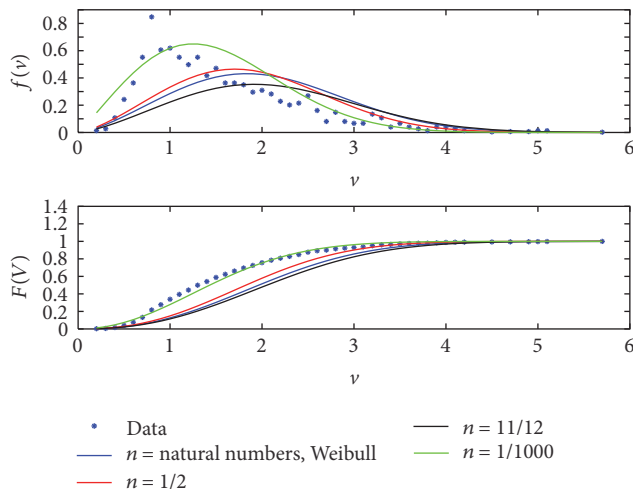 0.8
0.6
0.4
0.2
0
0 1 2 3 4 5 6
f(v)
v
1.4
1.2
1
0.8
0.6
0.4
0.2
0
0 1 2 3 4 5 6
F(V)
v
Data
n = natural numbers, Weibull
n = 1/2
n = 11/12
n = 1/1000